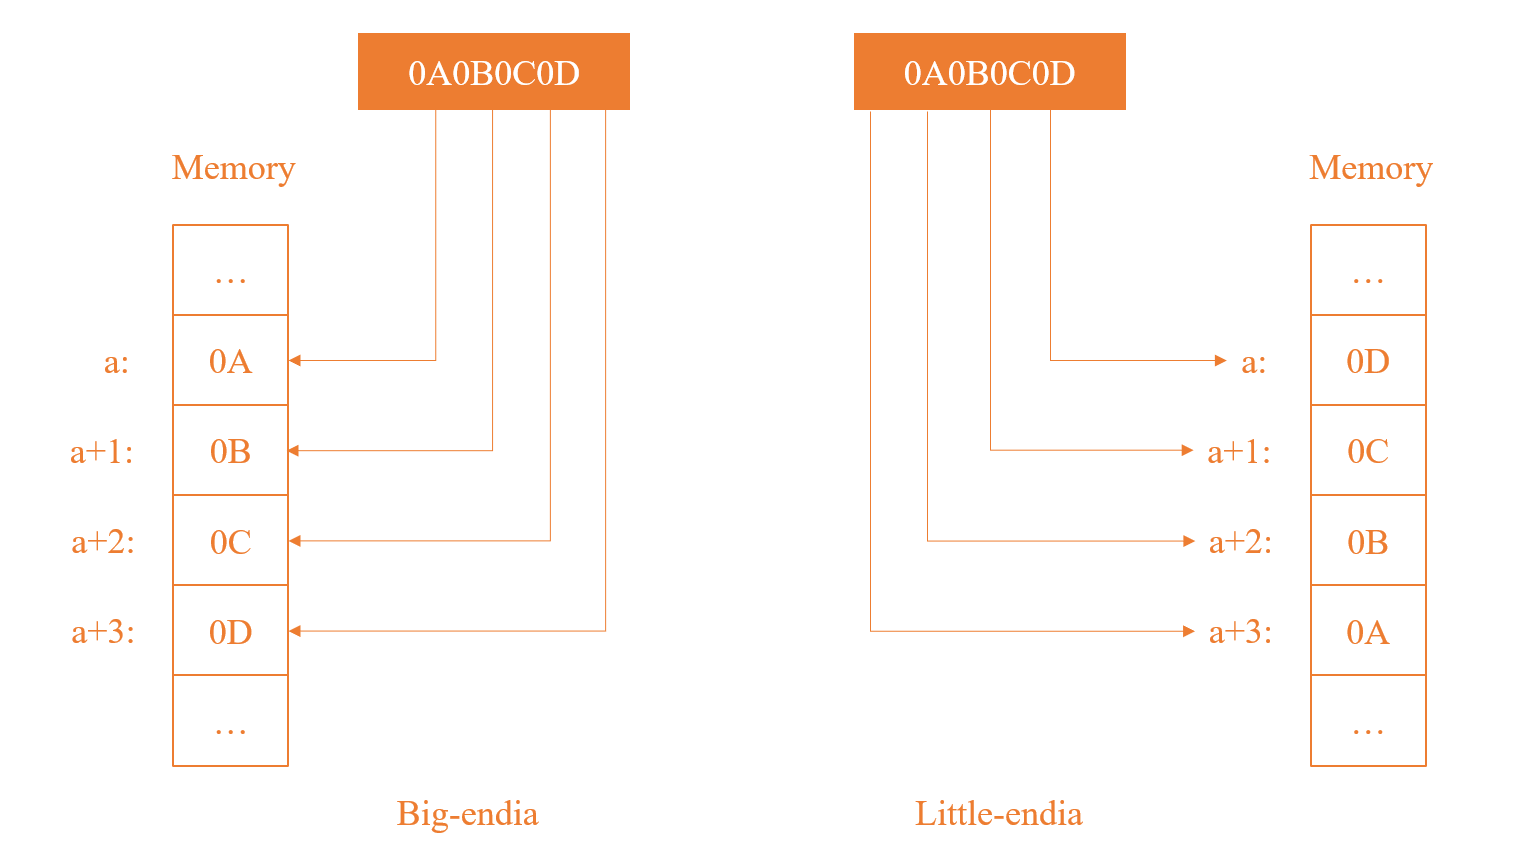 0A0B0C0D
Memory
…
a: 0A
a+1: 0B
a+2: 0C
a+3: 0D
…
Big-endia
0A0B0C0D
Memory
…
a: 0D
a+1: 0C
a+2: 0B
a+3: 0A
…
Little-endia